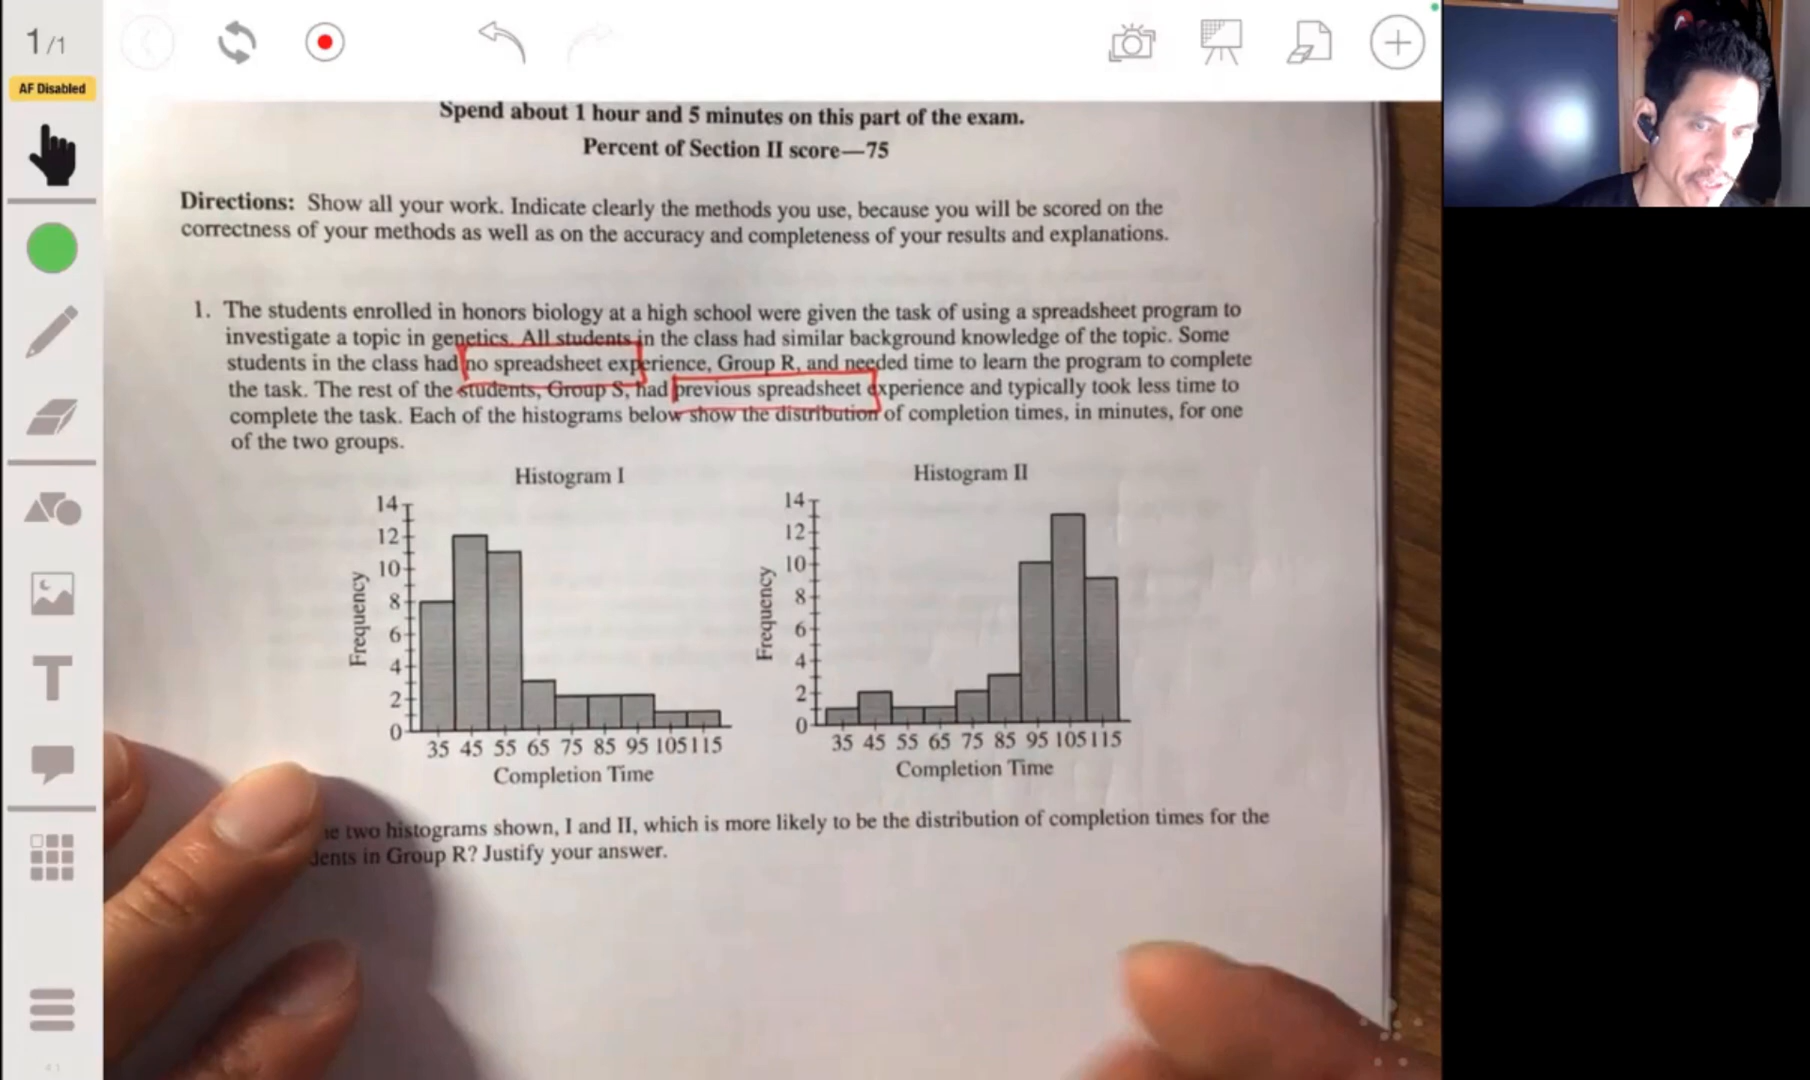 1/1
AF Disabled
T
Spend about 1 hour and 5 minutes on this part of the exam.
Percent of Section II score—75
Directions: Show all your work. Indicate clearly the methods you use, because you will be scored on the
correctness of your methods as well as on the accuracy and completeness of your results and explanations.
1. The students enrolled in honors biology at a high school were given the task of using a spreadsheet program to
investigate a topic in genetics. All students in the class had similar background knowledge of the topic. Some
students in the class had no spreadsheet experience, Group R, and needed time to learn the program to complete
the task. The rest of the students, Group S, had previous spreadsheet experience and typically took less time to
complete the task. Each of the histograms below show the distribution of completion times, in minutes, for one
of the two groups.
Histogram I
14
12
10
8
6
4
2
0
Frequency
35 45 55 65 75 85 95 105 115
Completion Time
Histogram II
14
12
10
8
6
4
2
0
Frequency
35 45 55 65 75 85 95 105 115
Completion Time
two histograms shown, I and II, which is more likely to be the distribution of completion times for the
in Group R? Justify your answer.